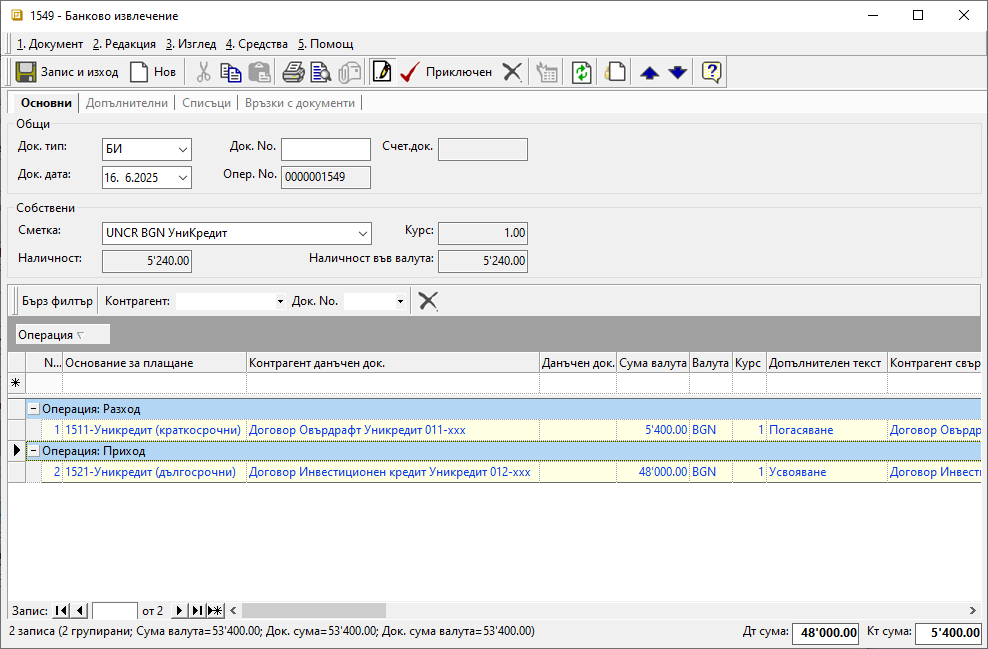 1549 - Банково извлечение
1. Документ 2. Редакция 3. Изглед 4. Средства 5. Помощ
Запис и изход Нов Приключен
Основни Допълнителни Списъци Връзки с документи
Общи
Док. тип: БИ Док. No. Счет.док.
Док. дата: 16. 6.2025 Опер. No. 0000001549
Собствени
Сметка: UNCR BGN УниКредит Курс: 1.00
Наличност: 5'240.00 Наличност във валута: 5'240.00
Бърз филтър Контрагент: Док. No.
Операция
N... Основание за плащане Контрагент данъчен док. Данъчен док. Сума валута Валута Курс Допълнителен текст Контрагент свър
Операция: Разход
1 1511-Уникредит (краткосрочни) Договор Овърдрафт Уникредит 011-xxx 5'400.00 BGN 1 Погасяване Договор Овърдр
Операция: Приход
2 1521-Уникредит (дългосрочни) Договор Инвестиционен кредит Уникредит 012-xxx 48'000.00 BGN 1 Усвояване Договор Инвест
Запис: от 2
2 записа (2 групирани; Сума валута=53'400.00; Док. сума=53'400.00; Док. сума валута=53'400.00)
Дт сума: 48'000.00 Кт сума: 5'400.00